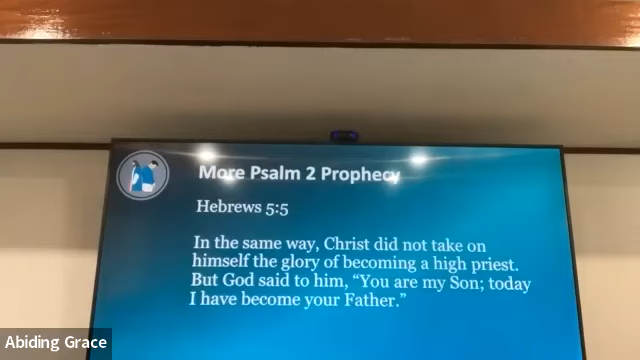 More Psalm 2 Prophecy
Hebrews 5:5
In the same way, Christ did not take on
himself the glory of becoming a high priest.
But God said to him, “You are my Son; today
I have become your Father.”
Abiding Grace